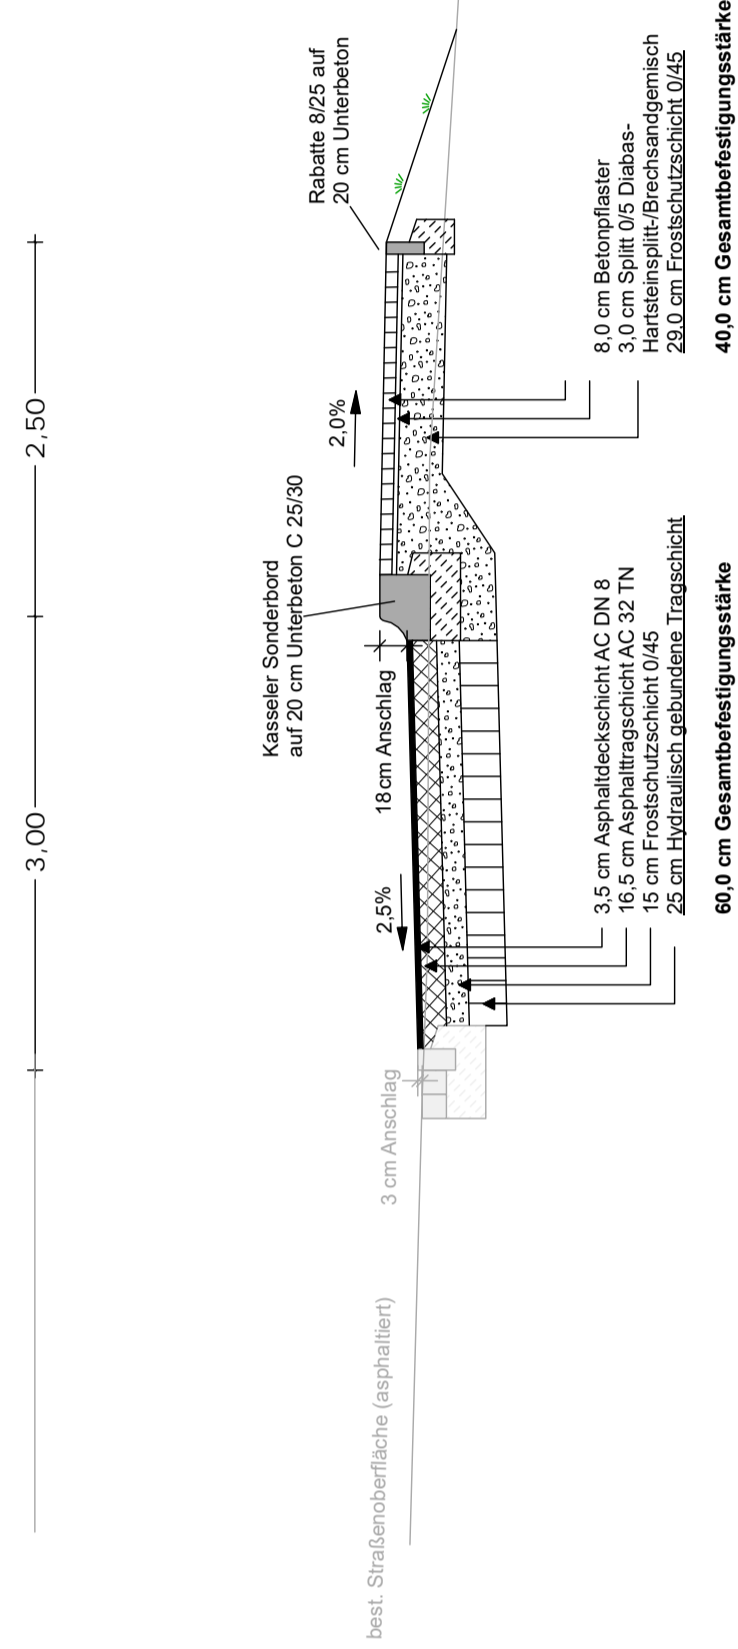 3,00
2,50
Rabatte 8/25 auf
20 cm Unterbeton
Kasseler Sonderbord
auf 20 cm Unterbeton C 25/30
2,0%
18cm Anschlag
2,5%
3 cm Anschlag
best. Straßenoberfläche (asphaltiert)
3,5 cm Asphaltdeckschicht AC DN 8
16,5 cm Asphalttragschicht AC 32 TN
15 cm Frostschutzschicht 0/45
25 cm Hydraulisch gebundene Tragschicht
60,0 cm Gesamtbefestigungsstärke
8,0 cm Betonpflaster
3,0 cm Splitt 0/5 Diabas-
Hartsteinsplitt-/Brechsandgemisch
29,0 cm Frostschutzschicht 0/45
40,0 cm Gesamtbefestigungsstärke